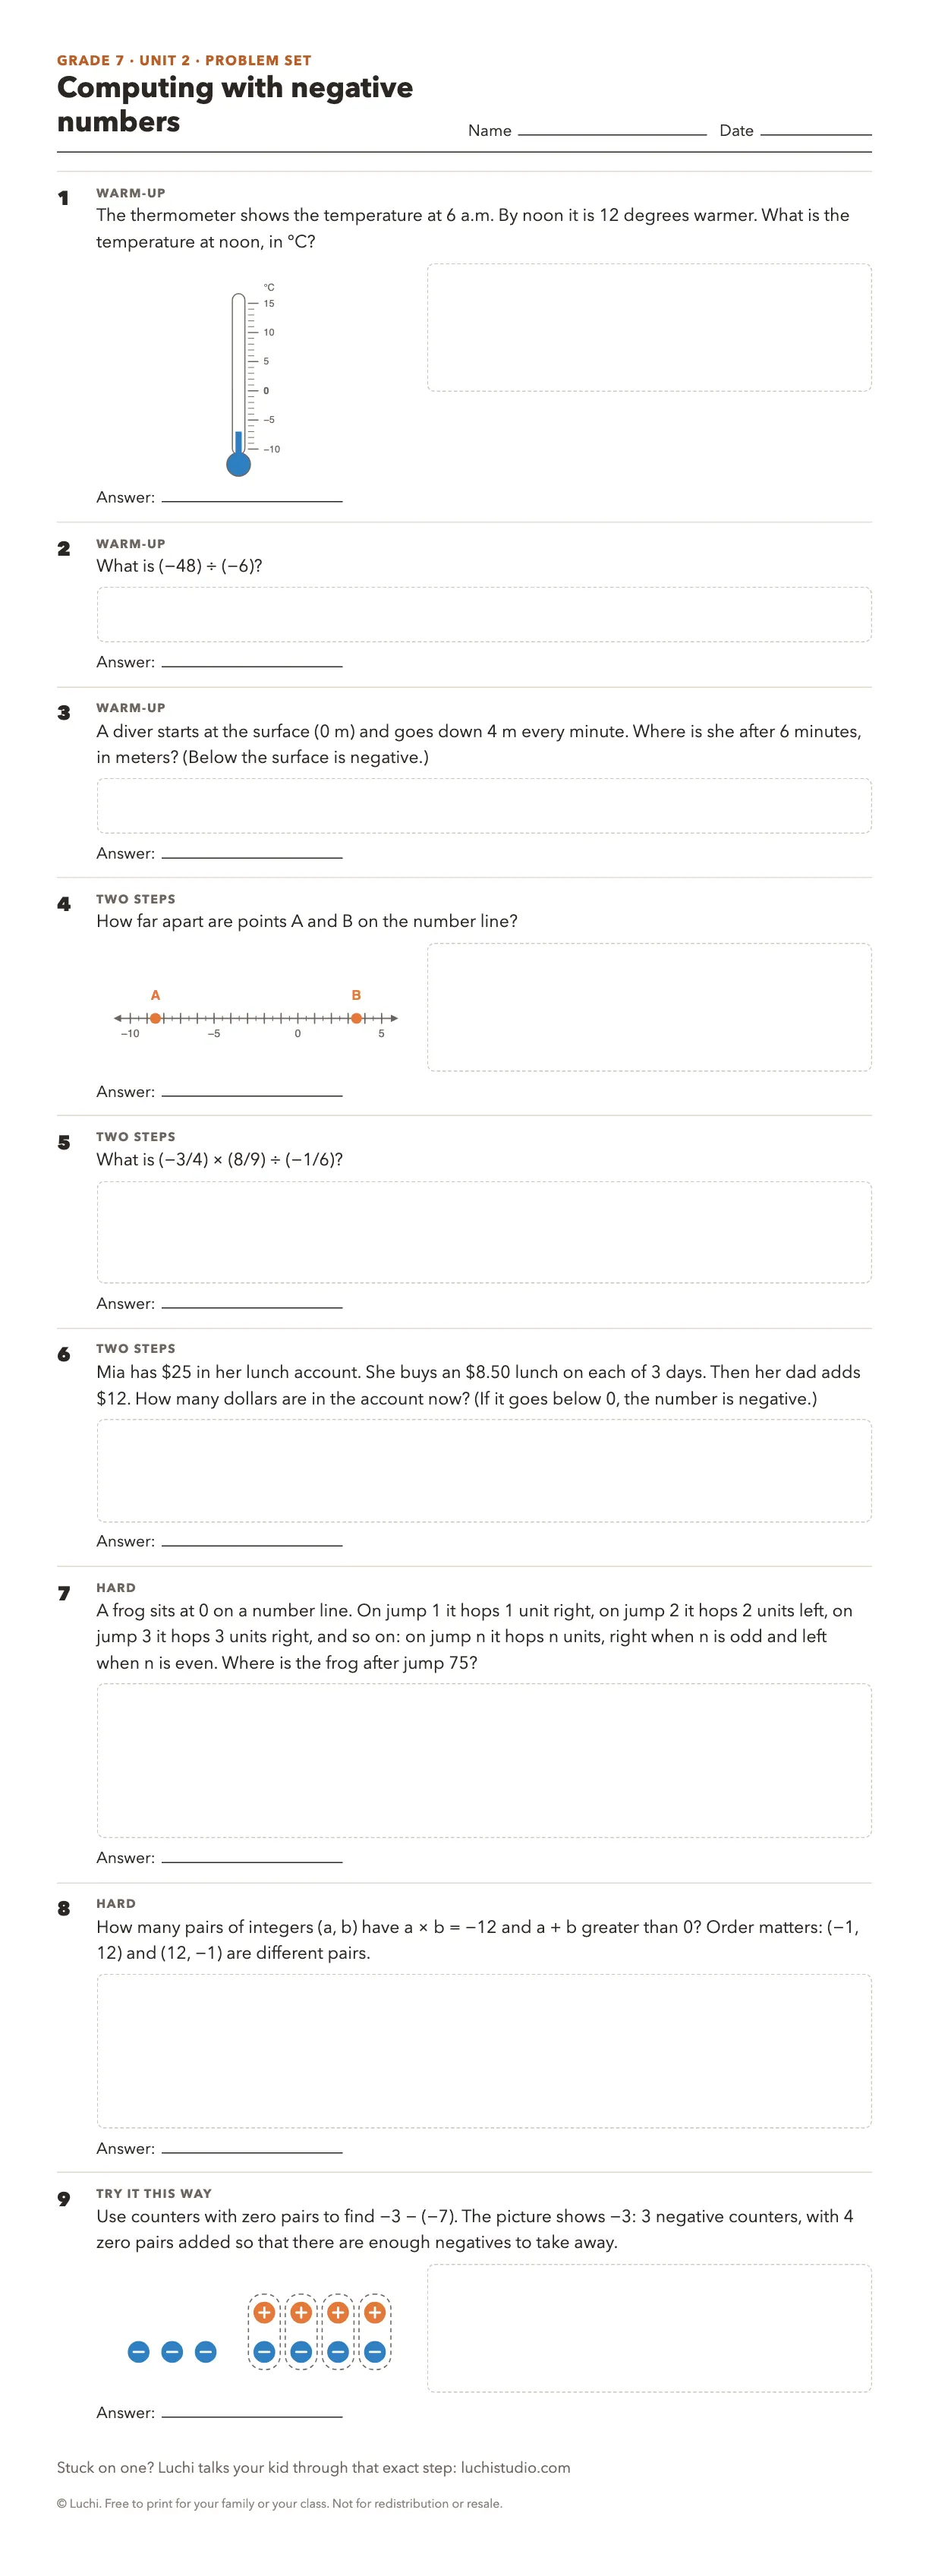 GRADE 7 · UNIT 2 · PROBLEM SET
Computing with negative
numbers
Name
Date
1
WARM-UP
The thermometer shows the temperature at 6 a.m. By noon it is 12 degrees warmer. What is the
temperature at noon, in °C?
°C
15
10
5
0
−5
−10
Answer:
2
WARM-UP
What is (−48) ÷ (−6)?
Answer:
3
WARM-UP
A diver starts at the surface (0 m) and goes down 4 m every minute. Where is she after 6 minutes,
in meters? (Below the surface is negative.)
Answer:
4
TWO STEPS
How far apart are points A and B on the number line?
A B
−10 −5 0 5
Answer:
5
TWO STEPS
What is (−3/4) × (8/9) ÷ (−1/6)?
Answer:
6
TWO STEPS
Mia has $25 in her lunch account. She buys an $8.50 lunch on each of 3 days. Then her dad adds
$12. How many dollars are in the account now? (If it goes below 0, the number is negative.)
Answer:
7
HARD
A frog sits at 0 on a number line. On jump 1 it hops 1 unit right, on jump 2 it hops 2 units left, on
jump 3 it hops 3 units right, and so on: on jump n it hops n units, right when n is odd and left
when n is even. Where is the frog after jump 75?
Answer:
8
HARD
How many pairs of integers (a, b) have a × b = −12 and a + b greater than 0? Order matters: (−1,
12) and (12, −1) are different pairs.
Answer:
9
TRY IT THIS WAY
Use counters with zero pairs to find −3 − (−7). The picture shows −3: 3 negative counters, with 4
zero pairs added so that there are enough negatives to take away.
+ + + +
− − − − − − −
Answer:
Stuck on one? Luchi talks your kid through that exact step: luchistudio.com
© Luchi. Free to print for your family or your class. Not for redistribution or resale.